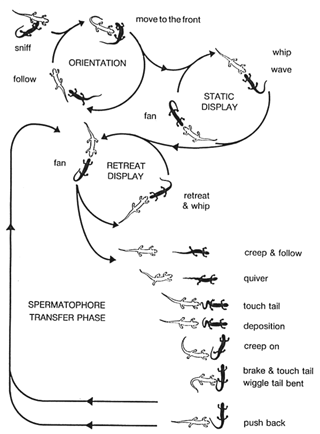 move to the front
sniff
ORIENTATION
whip
wave
follow
STATIC
DISPLAY
fan
fan
RETREAT
DISPLAY
retreat
& whip
creep & follow
quiver
SPERMATOPHORE
TRANSFER PHASE
touch tail
deposition
creep on
brake & touch tail
wiggle tail bent
push back